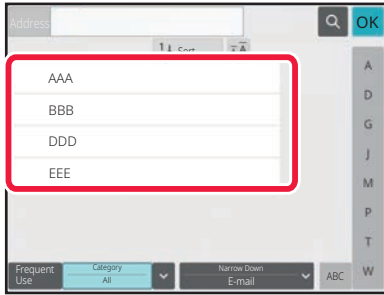 Address
OK
Sort
AAA
BBB
DDD
EEE
A
D
G
J
M
P
T
W
Frequent Use
Category
All
Narrow Down
E-mail
ABC